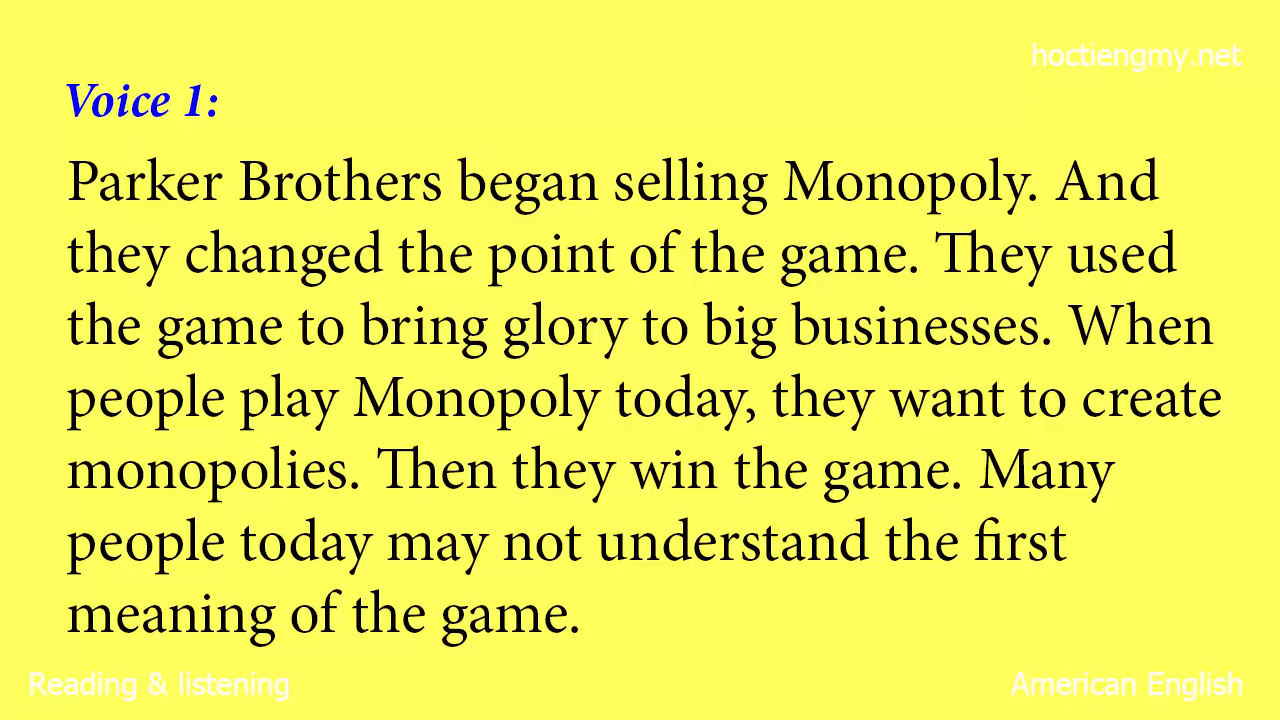 hoctiengmy.net
Voice 1:
Parker Brothers began selling Monopoly. And
they changed the point of the game. They used
the game to bring glory to big businesses. When
people play Monopoly today, they want to create
monopolies. Then they win the game. Many
people today may not understand the first
meaning of the game.
Reading & listening
American English